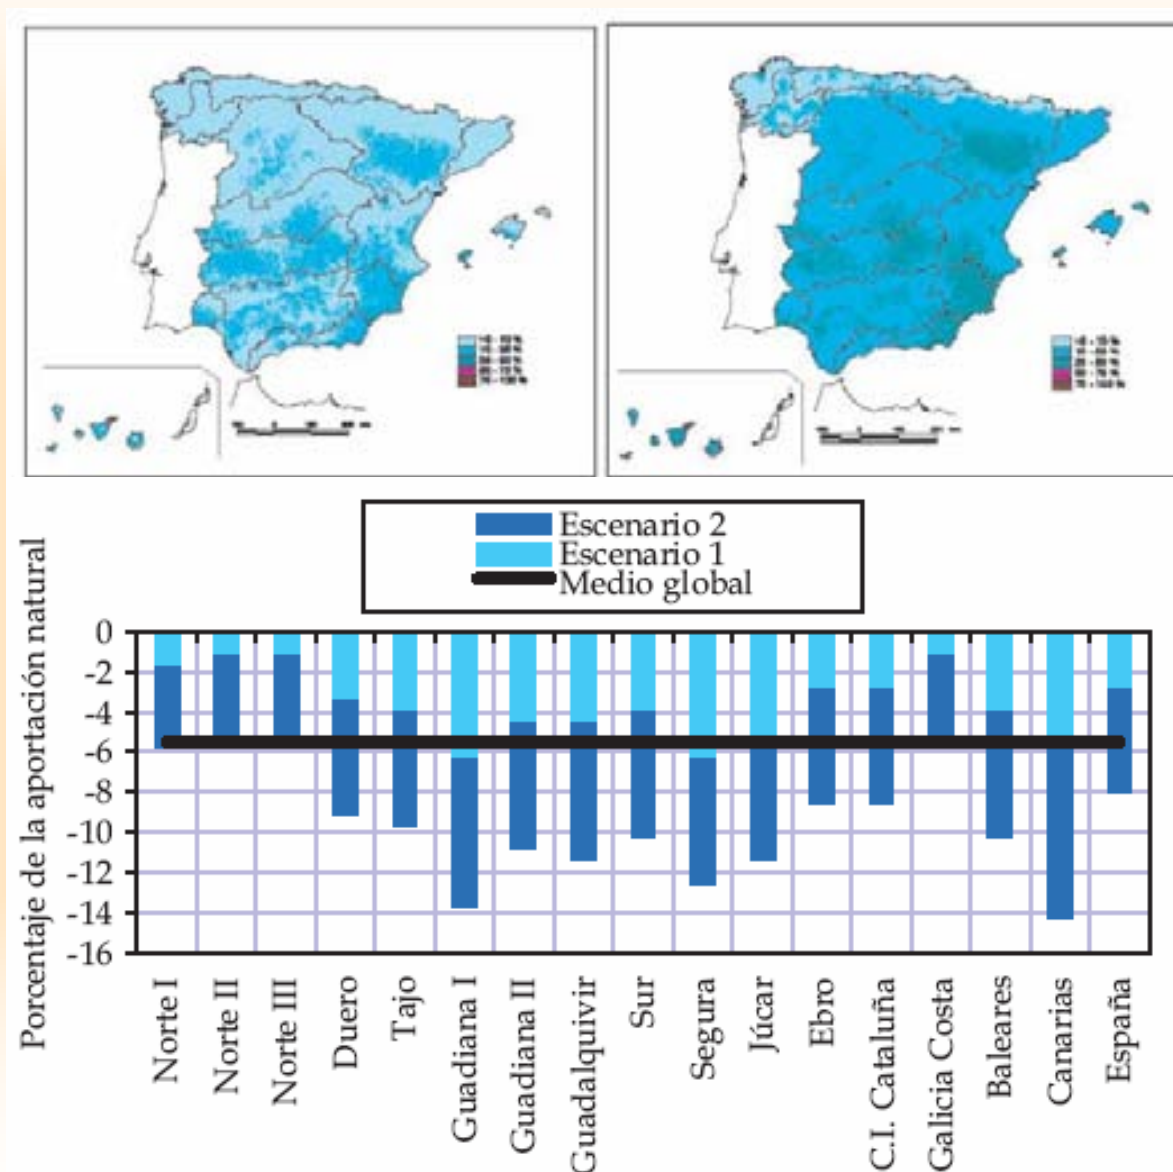 Escenario 2
Escenario 1
Medio global
Porcentaje de la aportación natural
0
-2
-4
-6
-8
-10
-12
-14
-16
Norte I
Norte II
Norte III
Duero
Tajo
Guadiana I
Guadiana II
Guadalquivir
Sur
Segura
Júcar
Ebro
C.I. Cataluña
Galicia Costa
Baleares
Canarias
España